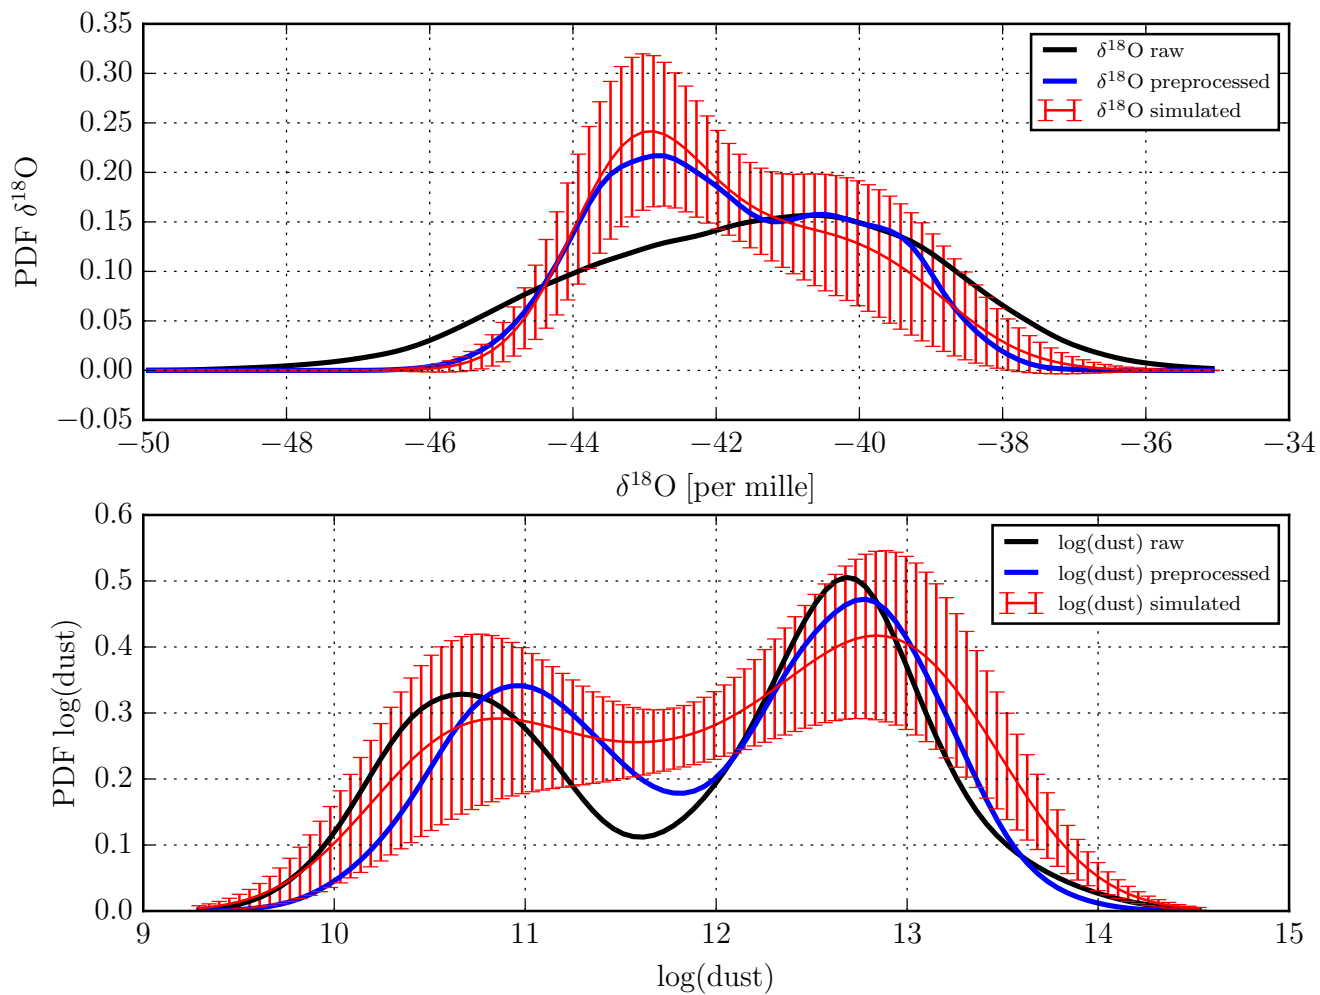 0.35
0.30
0.25
0.20
0.15
0.10
0.05
0.00
−0.05
PDF δ¹⁸O
δ¹⁸O raw
δ¹⁸O preprocessed
δ¹⁸O simulated
−50 −48 −46 −44 −42 −40 −38 −36 −34
δ¹⁸O [per mille]
0.6
0.5
0.4
0.3
0.2
0.1
0.0
PDF log(dust)
log(dust) raw
log(dust) preprocessed
log(dust) simulated
9 10 11 12 13 14 15
log(dust)